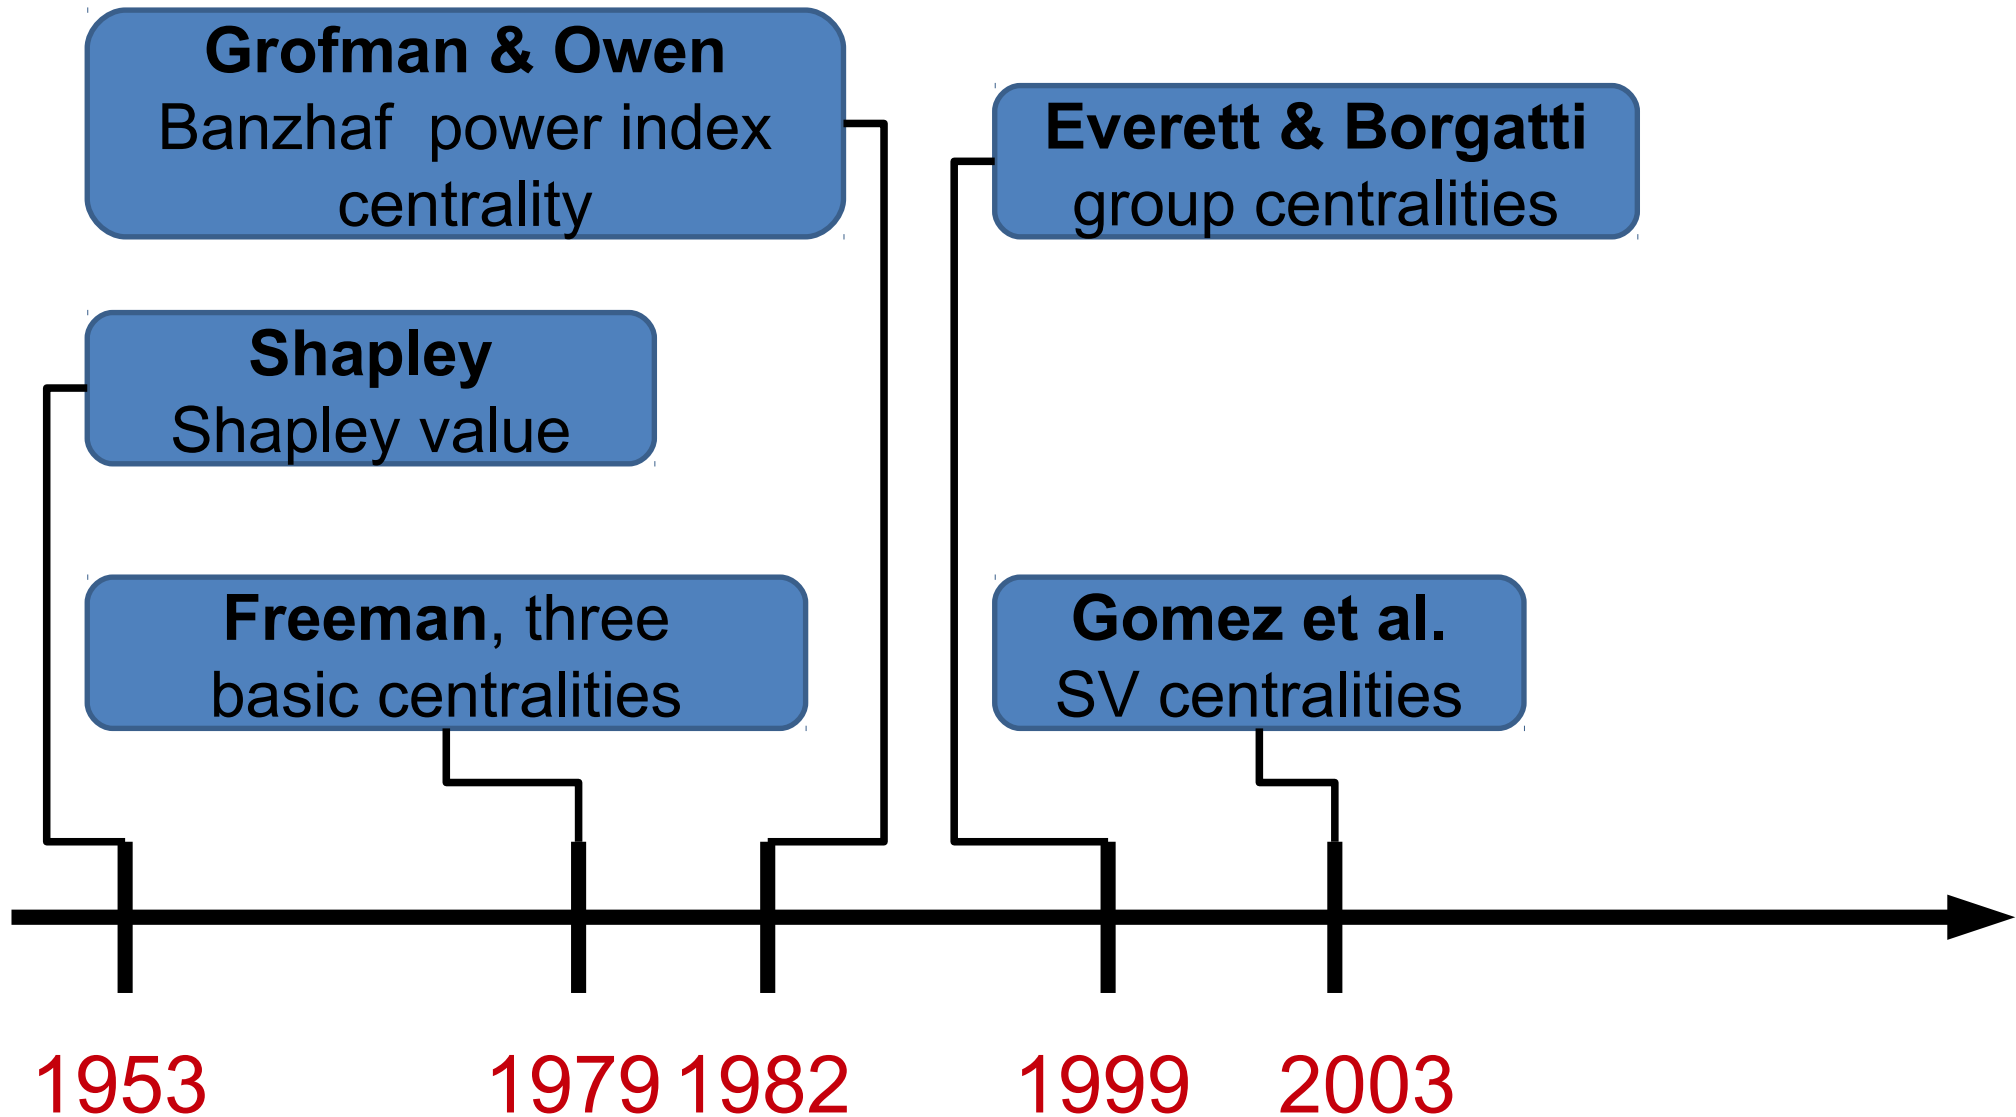 Grofman & Owen
Banzhaf power index
centrality
Everett & Borgatti
group centralities
Shapley
Shapley value
Freeman, three
basic centralities
Gomez et al.
SV centralities
1953
1979
1982
1999
2003